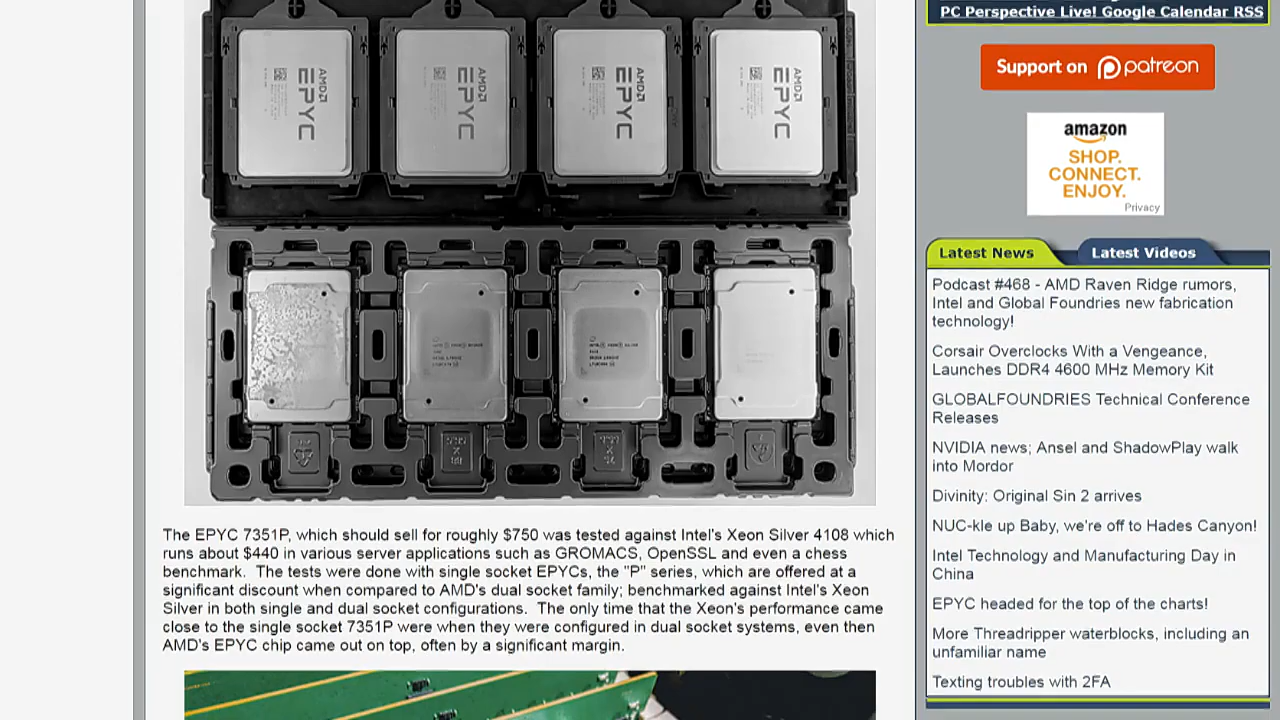 PC Perspective Live! Google Calendar RSS
Support on patreon
amazon
SHOP.
CONNECT.
ENJOY.
Privacy
AMD
EPYC
AMD
EPYC
AMD
EPYC
AMD
EPYC
Latest News
Latest Videos
Podcast #468 - AMD Raven Ridge rumors,
Intel and Global Foundries new fabrication
technology!
Corsair Overclocks With a Vengeance,
Launches DDR4 4600 MHz Memory Kit
GLOBALFOUNDRIES Technical Conference
Releases
NVIDIA news; Ansel and ShadowPlay walk
into Mordor
Divinity: Original Sin 2 arrives
NUC-kle up Baby, we're off to Hades Canyon!
Intel Technology and Manufacturing Day in
China
EPYC headed for the top of the charts!
More Threadripper waterblocks, including an
unfamiliar name
Texting troubles with 2FA
The EPYC 7351P, which should sell for roughly $750 was tested against Intel's Xeon Silver 4108 which
runs about $440 in various server applications such as GROMACS, OpenSSL and even a chess
benchmark. The tests were done with single socket EPYCs, the "P" series, which are offered at a
significant discount when compared to AMD's dual socket family; benchmarked against Intel's Xeon
Silver in both single and dual socket configurations. The only time that the Xeon's performance came
close to the single socket 7351P were when they were configured in dual socket systems, even then
AMD's EPYC chip came out on top, often by a significant margin.